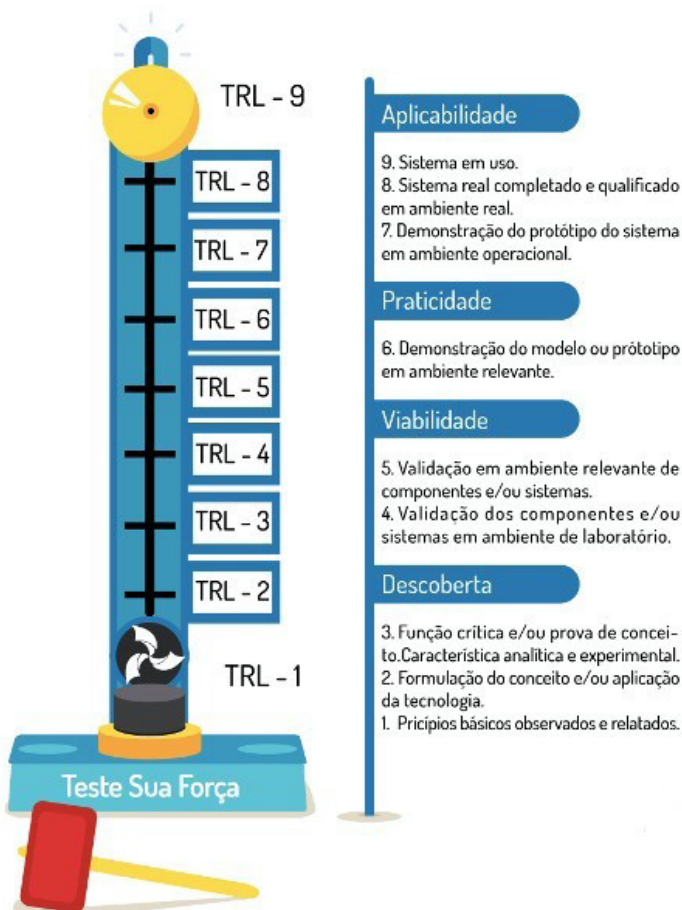 TRL - 9
TRL - 8
TRL - 7
TRL - 6
TRL - 5
TRL - 4
TRL - 3
TRL - 2
TRL - 1
Teste Sua Força
Aplicabilidade
9. Sistema em uso.
8. Sistema real completado e qualificado
em ambiente real.
7. Demonstração do protótipo do sistema
em ambiente operacional.
Praticidade
6. Demonstração do modelo ou prótotipo
em ambiente relevante.
Viabilidade
5. Validação em ambiente relevante de
componentes e/ou sistemas.
4. Validação dos componentes e/ou
sistemas em ambiente de laboratório.
Descoberta
3. Função crítica e/ou prova de concei-
to.Característica analítica e experimental.
2. Formulação do conceito e/ou aplicação
da tecnologia.
1. Pricípios básicos observados e relatados.